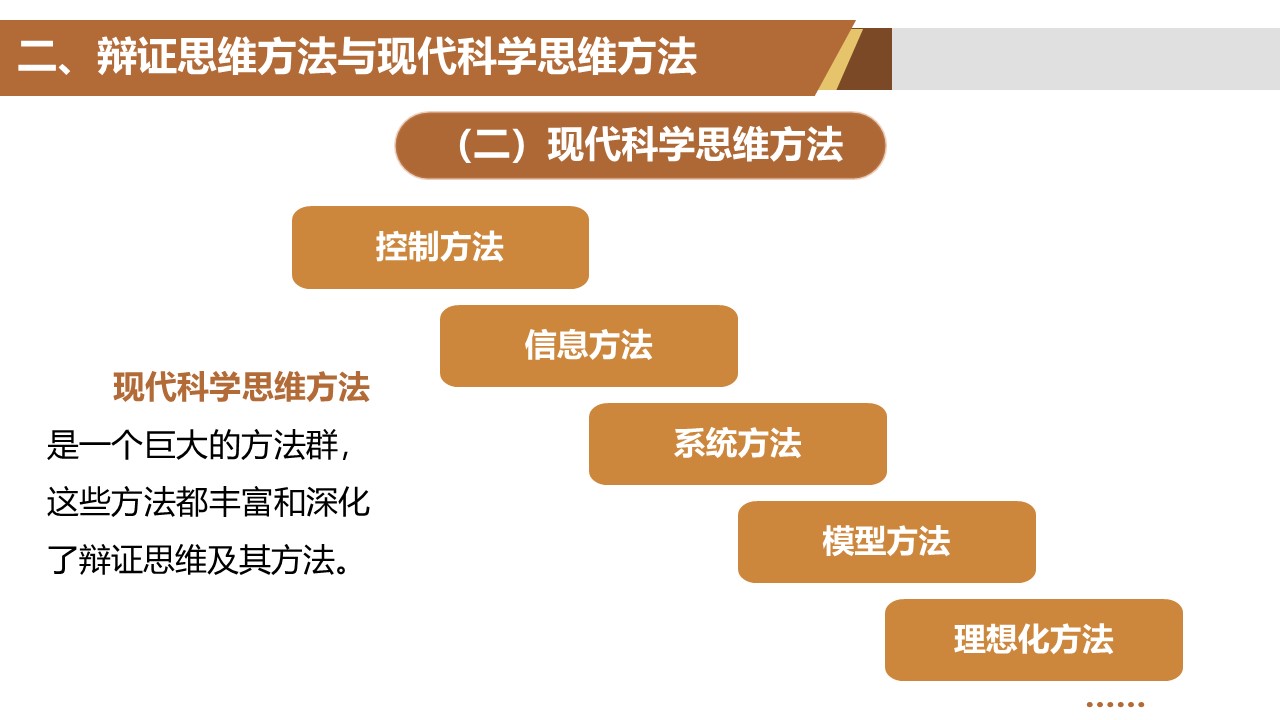 二、辩证思维方法与现代科学思维方法
（二）现代科学思维方法
控制方法
信息方法
系统方法
模型方法
理想化方法
……
现代科学思维方法
是一个巨大的方法群，
这些方法都丰富和深化
了辩证思维及其方法。